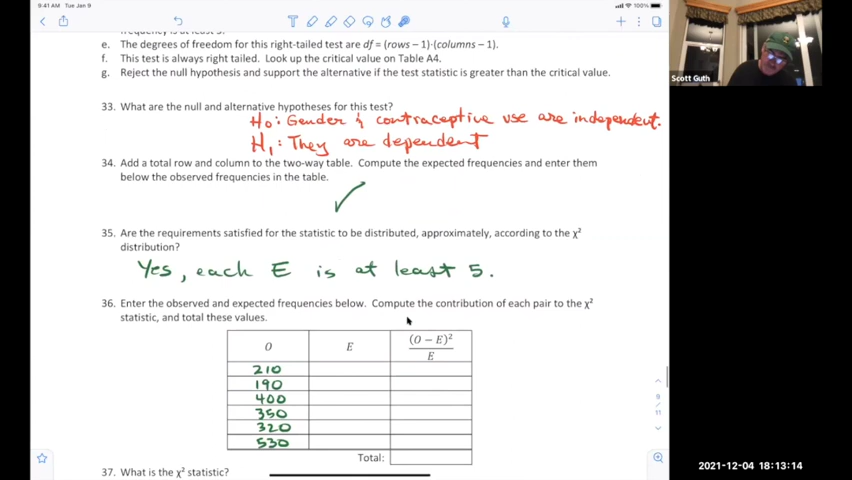 9:41 AM Tue Jan 9
100%
e. The degrees of freedom for this right-tailed test are df = (rows – 1)·(columns – 1).
f. This test is always right tailed. Look up the critical value on Table A4.
g. Reject the null hypothesis and support the alternative if the test statistic is greater than the critical value.
Scott Guth
33. What are the null and alternative hypotheses for this test?
H₀: Gender & contraceptive use are independent.
H₁: They are dependent
34. Add a total row and column to the two-way table. Compute the expected frequencies and enter them
below the observed frequencies in the table.
35. Are the requirements satisfied for the statistic to be distributed, approximately, according to the χ²
distribution?
Yes, each E is at least 5.
36. Enter the observed and expected frequencies below. Compute the contribution of each pair to the χ²
statistic, and total these values.
O E (O – E)²/E
210
190
400
350
320
530
Total:
37. What is the χ² statistic?
9
/
11
2021-12-04 18:13:14